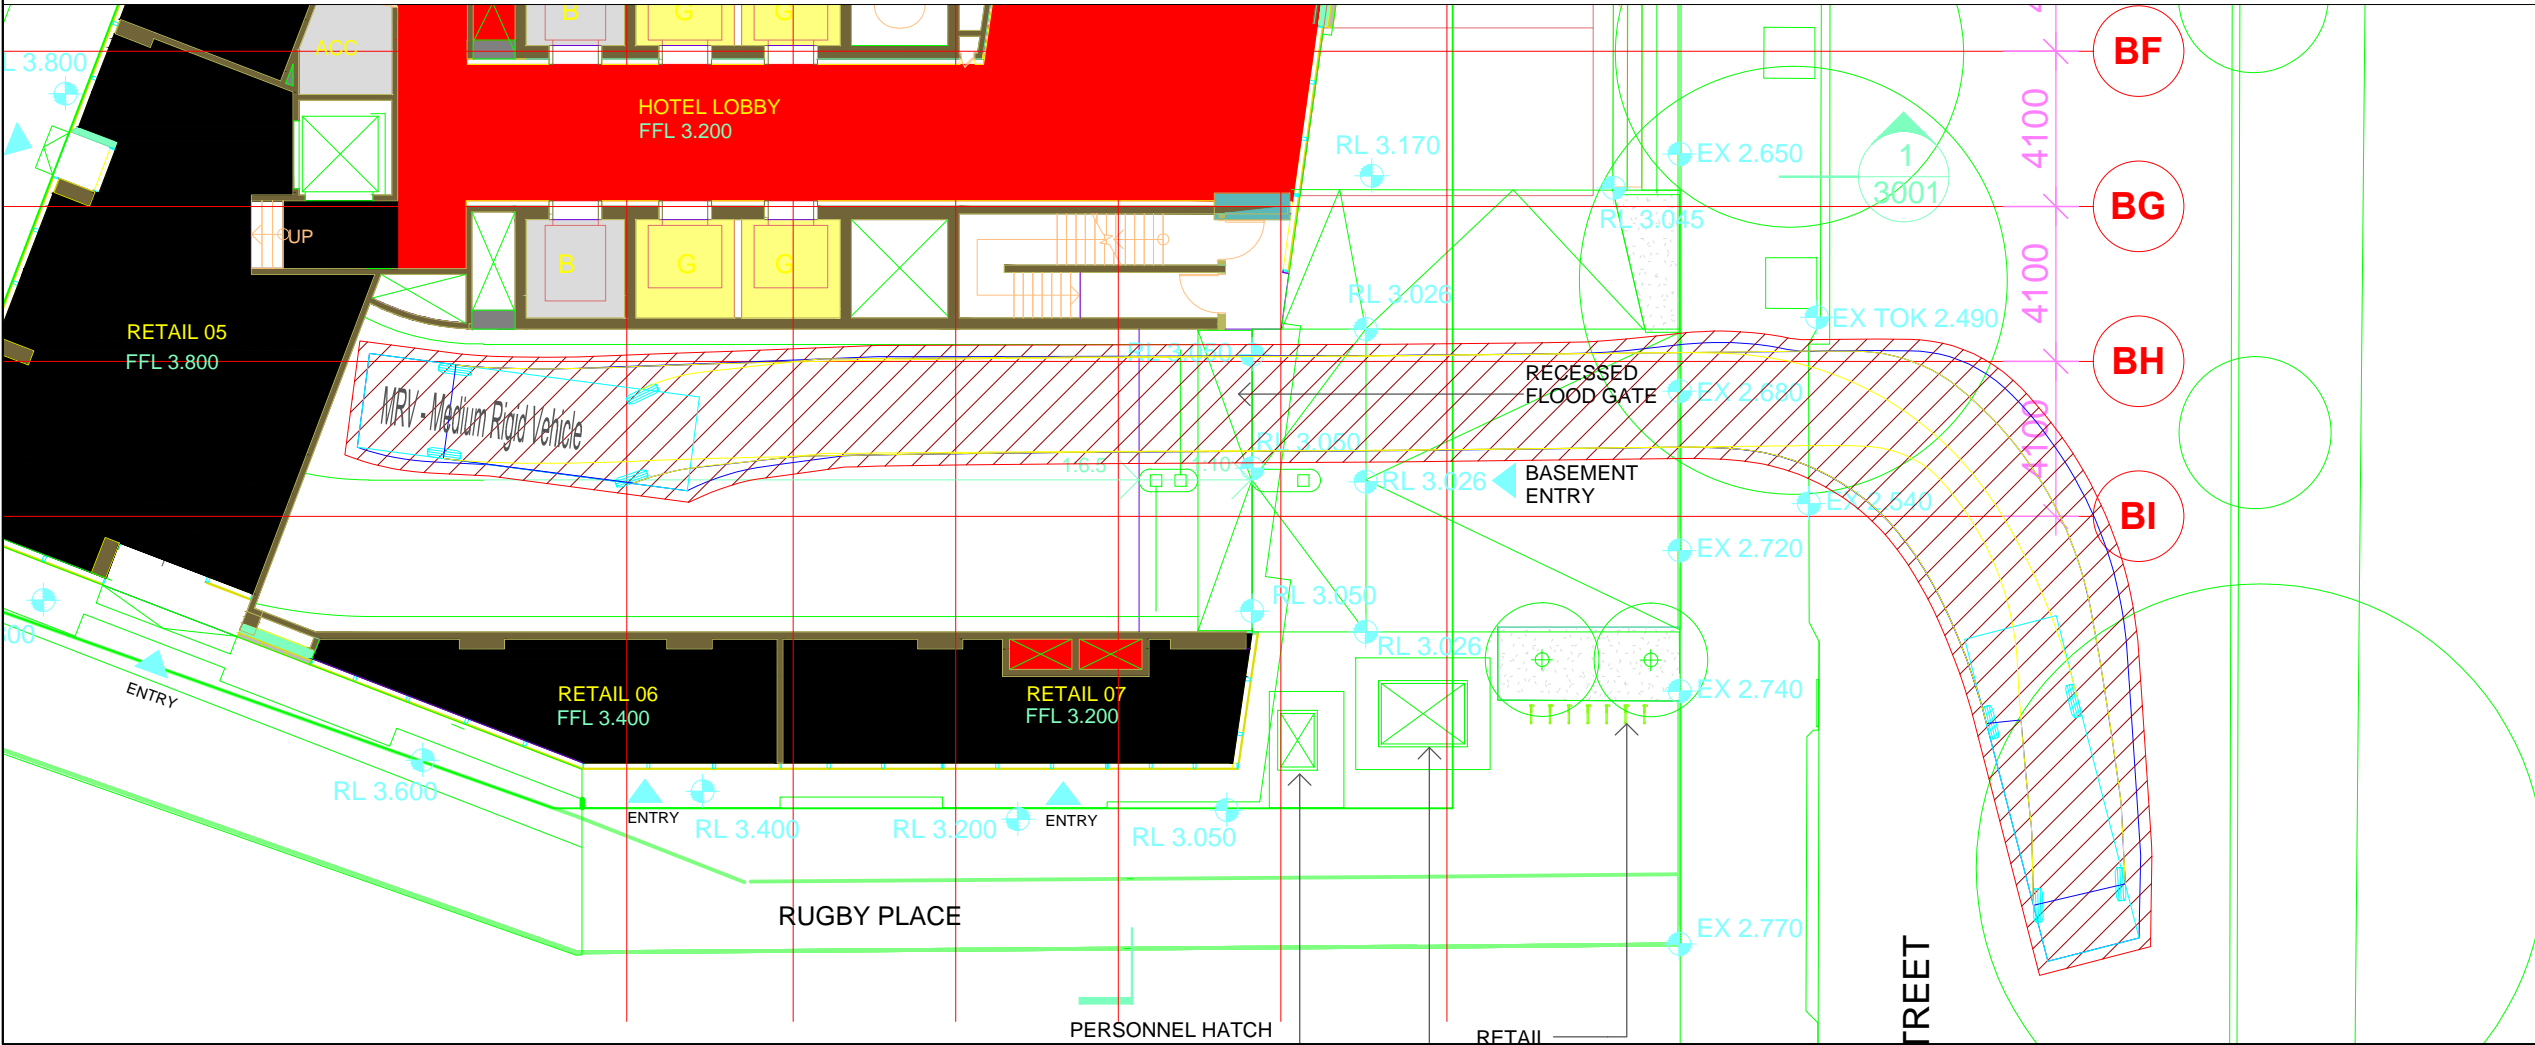 B
G
G
BF
ACC
L 3.800
HOTEL LOBBY
FFL 3.200
RL 3.170
EX 2.650
4100
1
3001
BG
RL 3.045
UP
B
G
G
4100
RL 3.026
EX TOK 2.490
RETAIL 05
FFL 3.800
BH
RECESSED
FLOOD GATE
EX 2.680
MRV - Medium Rigid Vehicle
4100
RL 3.050
1:6.5
RL 3.026
BASEMENT
ENTRY
EX 2.540
BI
EX 2.720
RL 3.050
RL 3.026
ENTRY
RETAIL 06
FFL 3.400
RETAIL 07
FFL 3.200
EX 2.740
RL 3.600
ENTRY
RL 3.400
RL 3.200
ENTRY
RL 3.050
RUGBY PLACE
EX 2.770
TREET
PERSONNEL HATCH
RETAIL